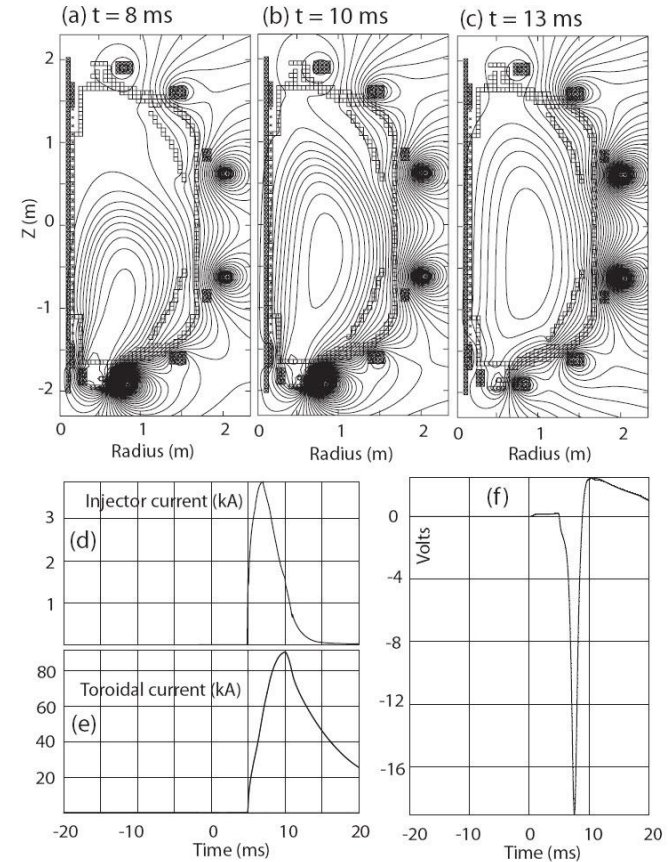 (a) t = 8 ms (b) t = 10 ms (c) t = 13 ms
2
1
0
-1
-2
Z (m)
0 1 2 0 1 2 0 1 2
Radius (m) Radius (m) Radius (m)
Injector current (kA)
(d)
3
2
1
Toroidal current (kA)
(e)
80
60
40
20
-20 -10 0 10 20
Time (ms)
(f)
Volts
0
-4
-8
-12
-16
-20 -10 0 10 20
Time (ms)